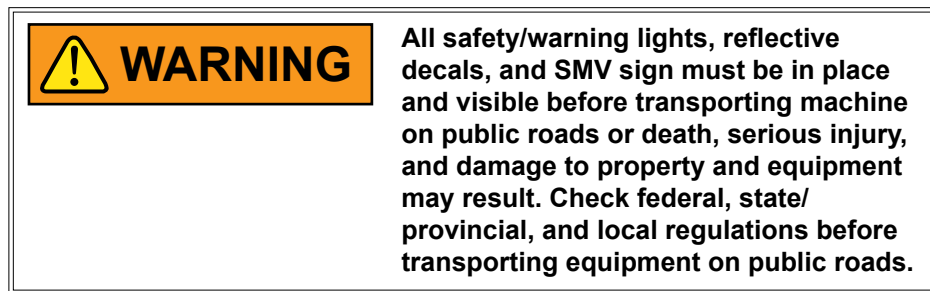 WARNING
All safety/warning lights, reflective
decals, and SMV sign must be in place
and visible before transporting machine
on public roads or death, serious injury,
and damage to property and equipment
may result. Check federal, state/
provincial, and local regulations before
transporting equipment on public roads.